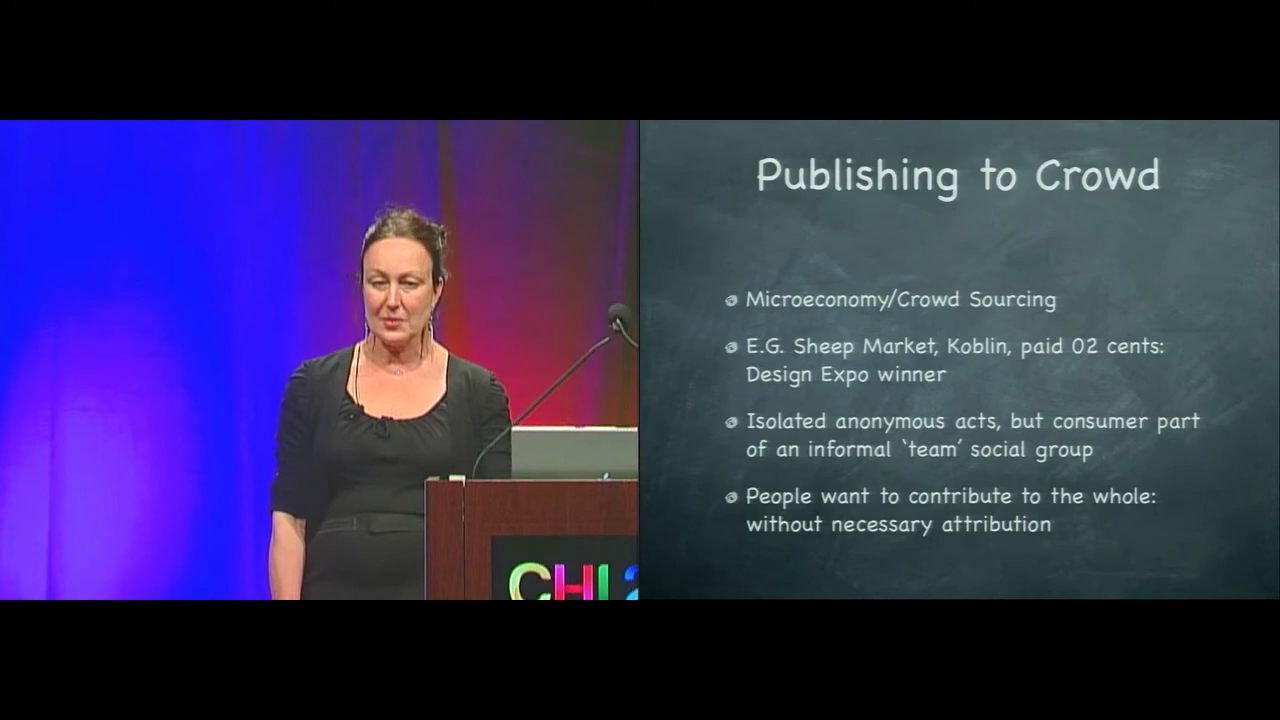 Publishing to Crowd
Microeconomy/Crowd Sourcing
E.G. Sheep Market, Koblin, paid 02 cents:
Design Expo winner
Isolated anonymous acts, but consumer part
of an informal ‘team’ social group
People want to contribute to the whole:
without necessary attribution
CHI 2